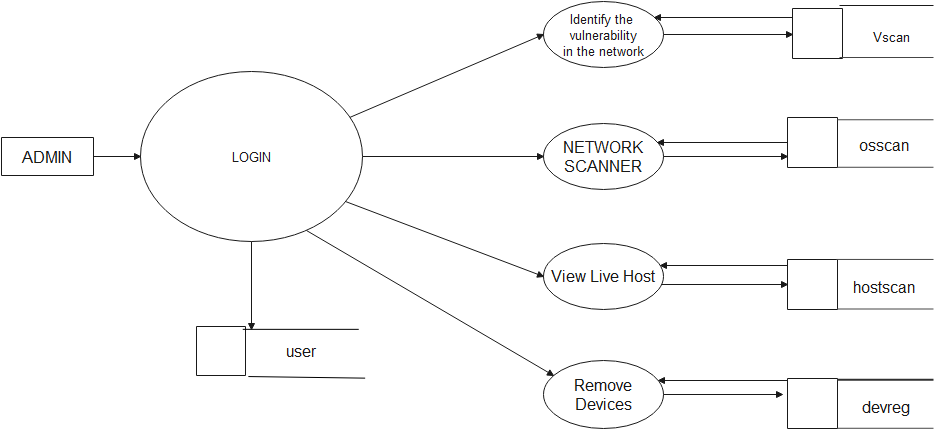 Identify the
vulnerability
in the network
Vscan
ADMIN
LOGIN
NETWORK
SCANNER
osscan
View Live Host
hostscan
user
Remove
Devices
devreg